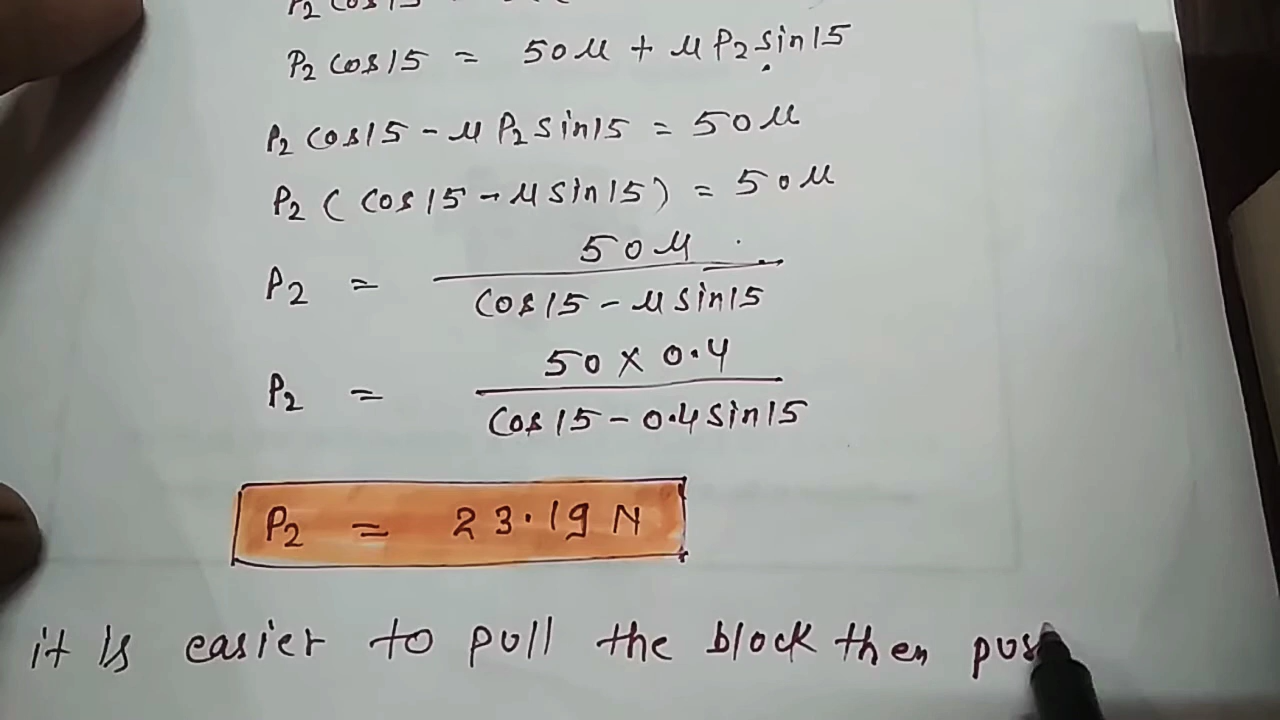 P2 cos15
P2 cos15 = 50μ + μP2 sin15
P2 cos15 - μ P2 sin15 = 50μ
P2 ( cos15 - μ sin15) = 50μ
P2 = 50μ / cos15 - μ sin15
P2 = 50 × 0.4 / cos15 - 0.4 sin15
P2 = 23.19 N
it is easier to pull the block then pus